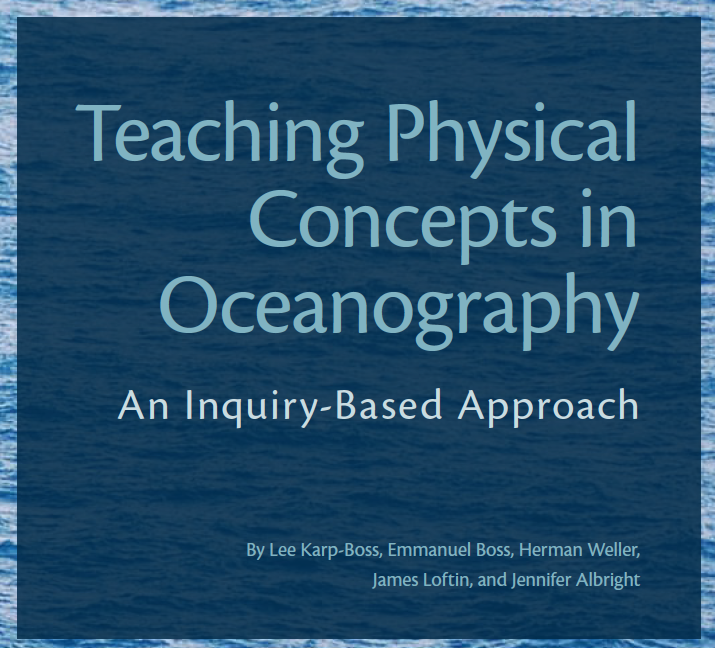 Teaching Physical
Concepts in
Oceanography
An Inquiry-Based Approach
By Lee Karp-Boss, Emmanuel Boss, Herman Weller,
James Loftin, and Jennifer Albright